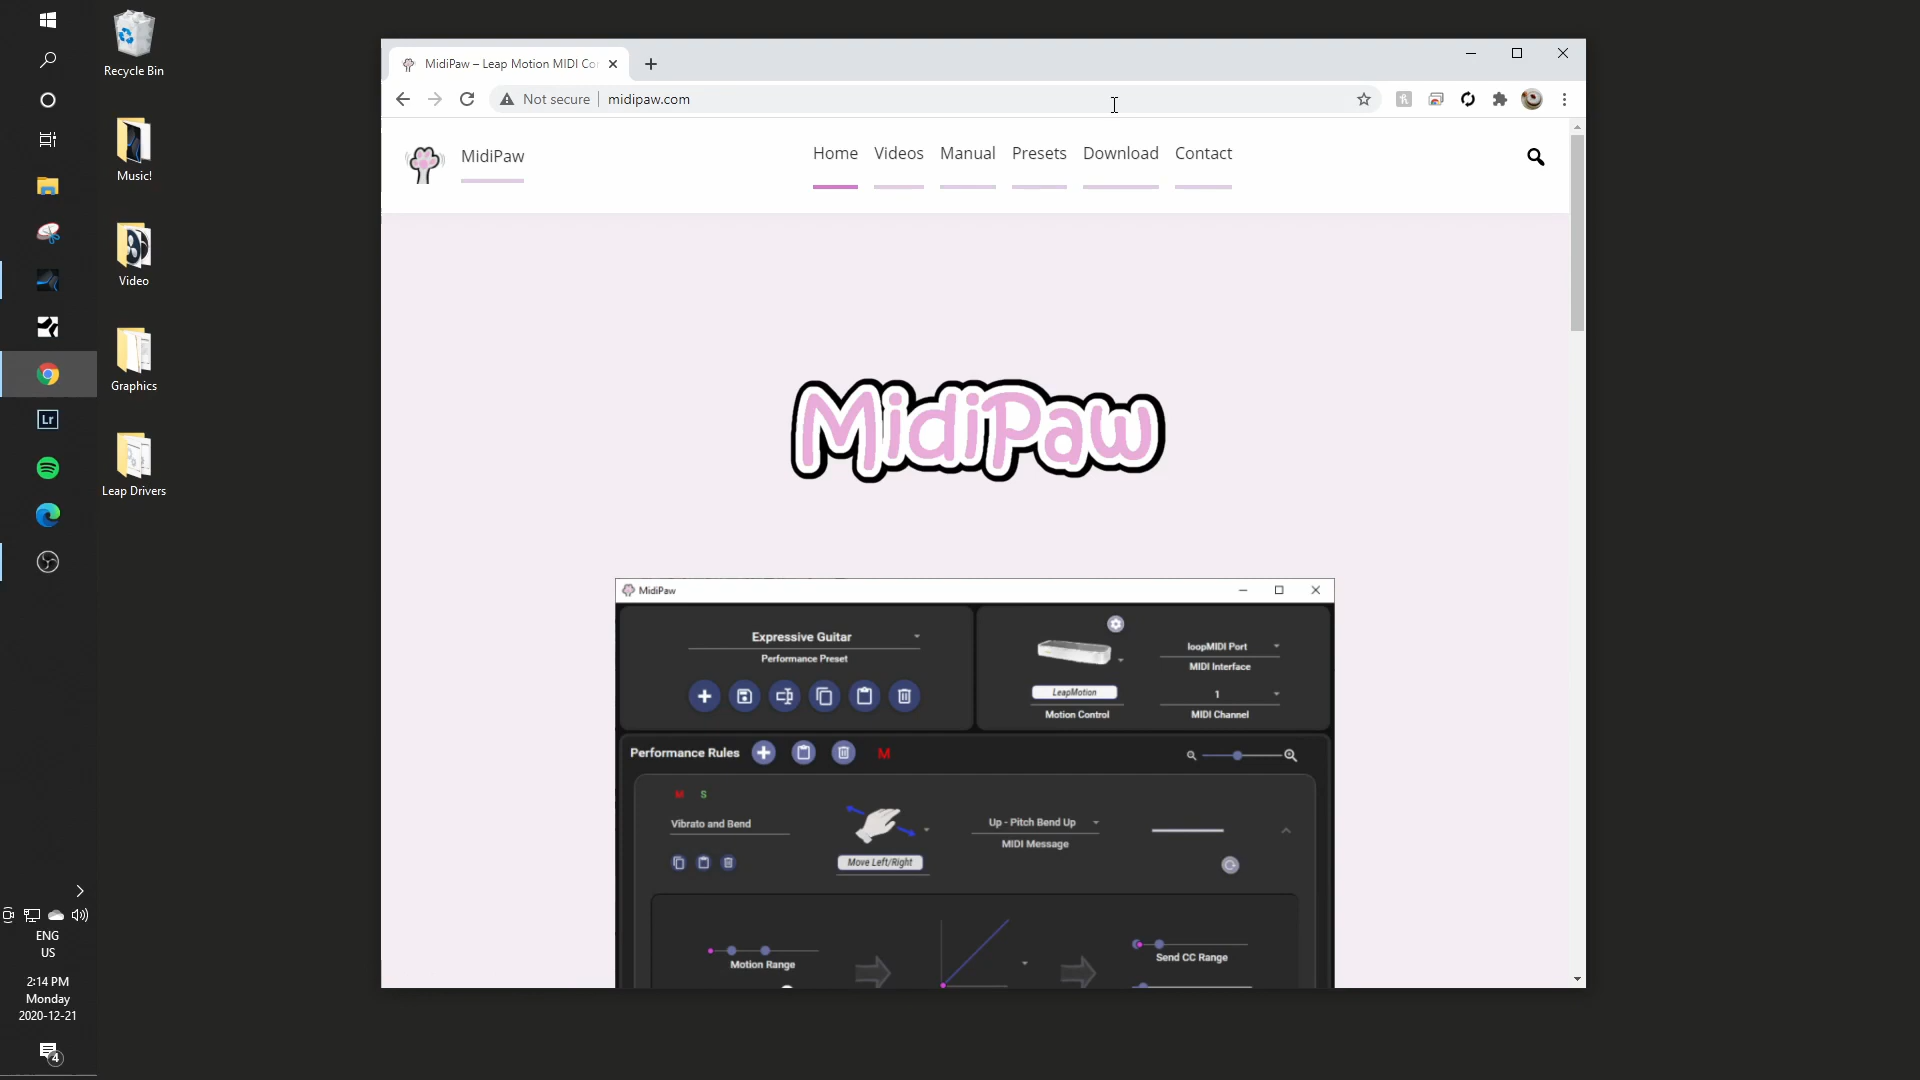 Recycle Bin
Music!
Video
Graphics
Leap Drivers
Lr
ENG
US
2:14 PM
Monday
2020-12-21
4
MidiPaw – Leap Motion MIDI Co
Not secure
midipaw.com
MidiPaw
Home Videos Manual Presets Download Contact
MidiPaw
MidiPaw
Expressive Guitar
Performance Preset
LeapMotion
Motion Control
loopMIDI Port
MIDI Interface
1
MIDI Channel
Performance Rules
M
M S
Vibrato and Bend
Move Left/Right
Up - Pitch Bend Up
MIDI Message
Motion Range
Send CC Range